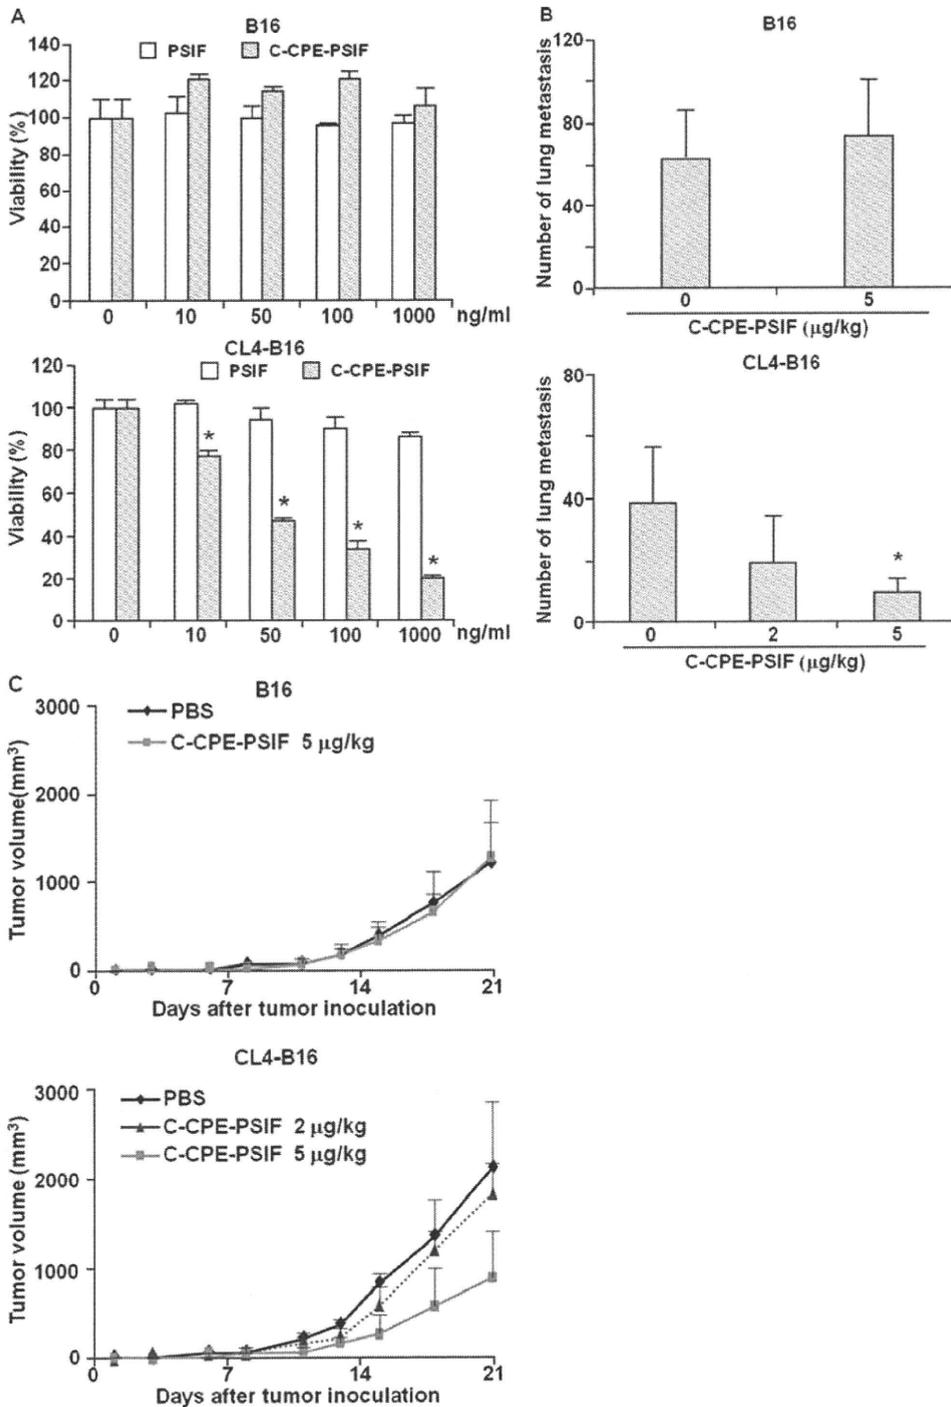 A
B16
PSIF C-CPE-PSIF
Viability (%)
140
120
100
80
60
40
20
0
0 10 50 100 1000 ng/ml
CL4-B16
PSIF C-CPE-PSIF
Viability (%)
120
100
80
60
40
20
0
* * * *
0 10 50 100 1000 ng/ml
B
B16
Number of lung metastasis
120
80
40
0
0 5
C-CPE-PSIF (μg/kg)
CL4-B16
Number of lung metastasis
80
40
0
*
0 2 5
C-CPE-PSIF (μg/kg)
C
B16
PBS
C-CPE-PSIF 5 μg/kg
Tumor volume(mm³)
3000
2000
1000
0
0 7 14 21
Days after tumor inoculation
CL4-B16
PBS
C-CPE-PSIF 2 μg/kg
C-CPE-PSIF 5 μg/kg
Tumor volume (mm³)
3000
2000
1000
0
0 7 14 21
Days after tumor inoculation